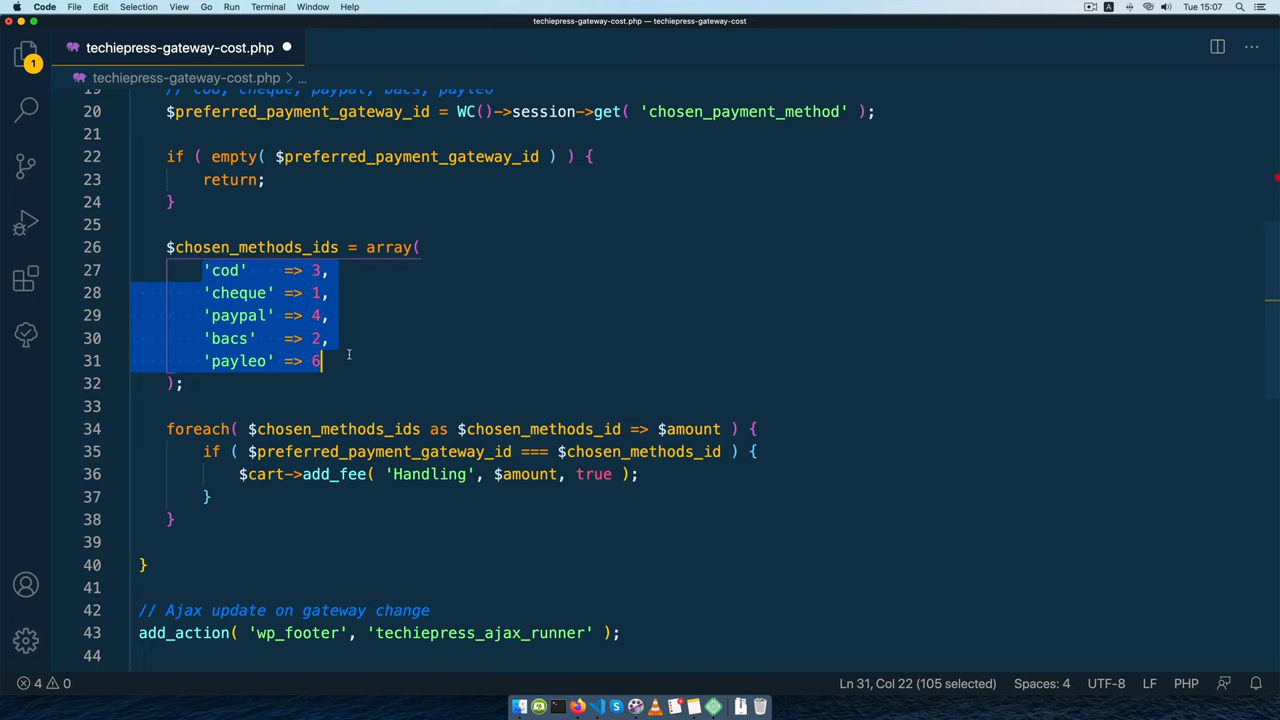 Code File Edit Selection View Go Run Terminal Window Help A Tue 15:07
techiepress-gateway-cost.php — techiepress-gateway-cost
techiepress-gateway-cost.php
techiepress-gateway-cost.php > ...
1
19 // cod, cheque, paypal, bacs, payleo
20 $preferred_payment_gateway_id = WC()->session->get( 'chosen_payment_method' );
21
22 if ( empty( $preferred_payment_gateway_id ) ) {
23 return;
24 }
25
26 $chosen_methods_ids = array(
27 'cod' => 3,
28 'cheque' => 1,
29 'paypal' => 4,
30 'bacs' => 2,
31 'payleo' => 6
32 );
33
34 foreach( $chosen_methods_ids as $chosen_methods_id => $amount ) {
35 if ( $preferred_payment_gateway_id === $chosen_methods_id ) {
36 $cart->add_fee( 'Handling', $amount, true );
37 }
38 }
39
40 }
41
42 // Ajax update on gateway change
43 add_action( 'wp_footer', 'techiepress_ajax_runner' );
44
4 0 Ln 31, Col 22 (105 selected) Spaces: 4 UTF-8 LF PHP